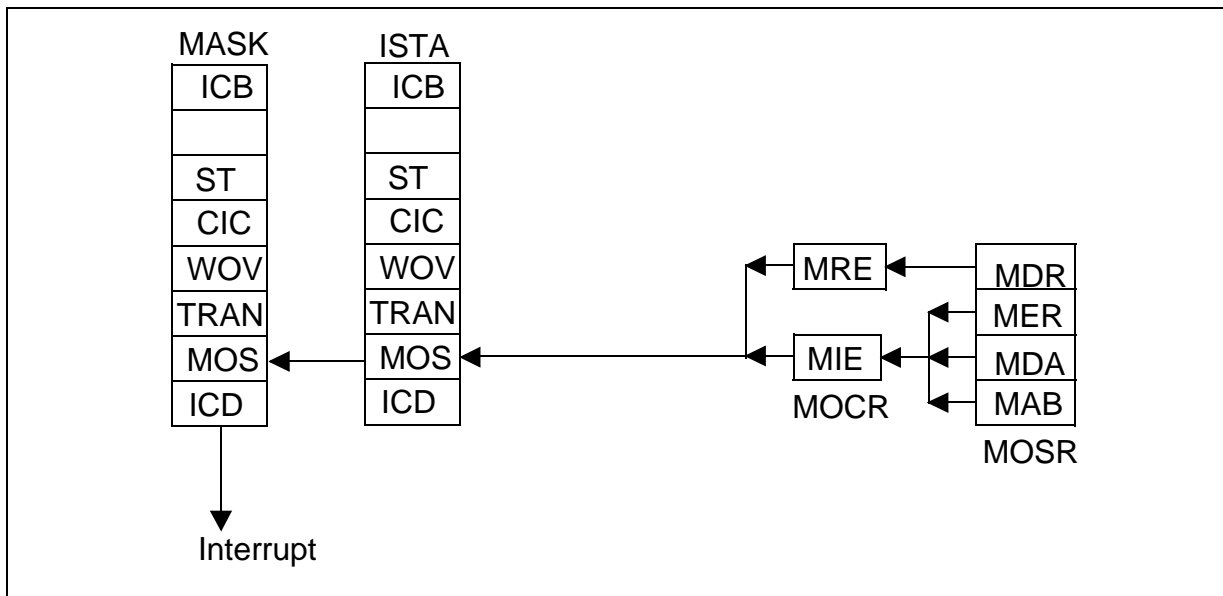 MASK
ICB
ST
CIC
WOV
TRAN
MOS
ICD
Interrupt
ISTA
ICB
ST
CIC
WOV
TRAN
MOS
ICD
MRE
MIE
MOCR
MDR
MER
MDA
MAB
MOSR